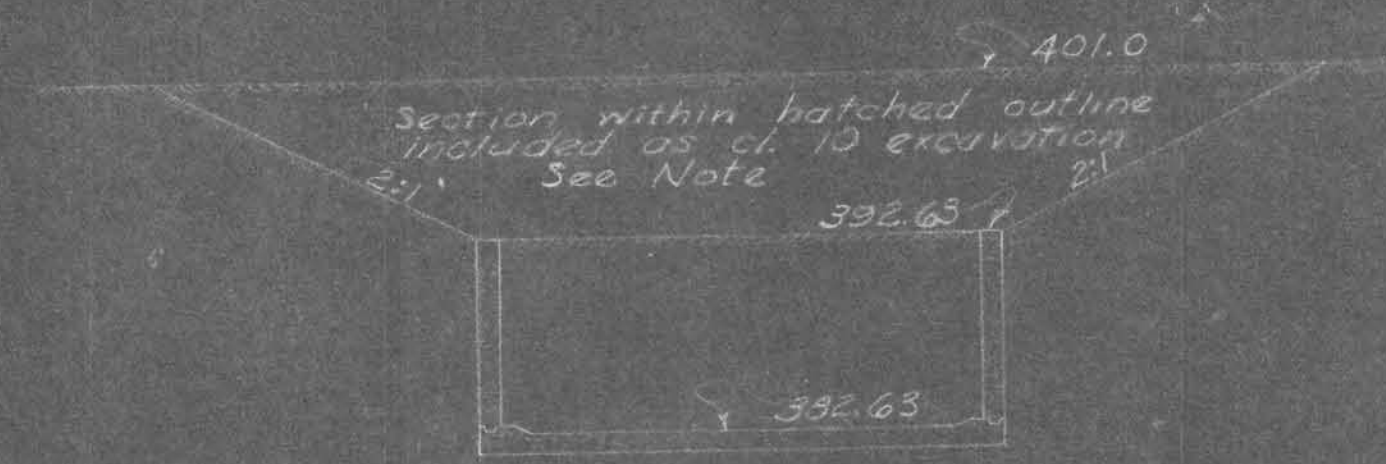 401.0
Section within hatched outline
included as cl. 10 excavation
See Note
2:1
2:1
392.63
382.63